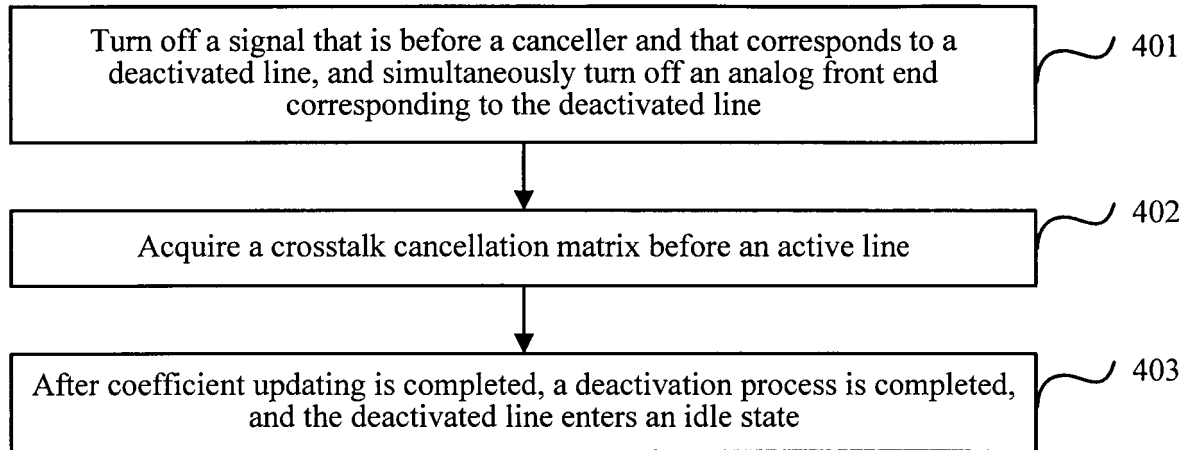 Turn off a signal that is before a canceller and that corresponds to a
deactivated line, and simultaneously turn off an analog front end
corresponding to the deactivated line
401
402
Acquire a crosstalk cancellation matrix before an active line
403
After coefficient updating is completed, a deactivation process is completed,
and the deactivated line enters an idle state